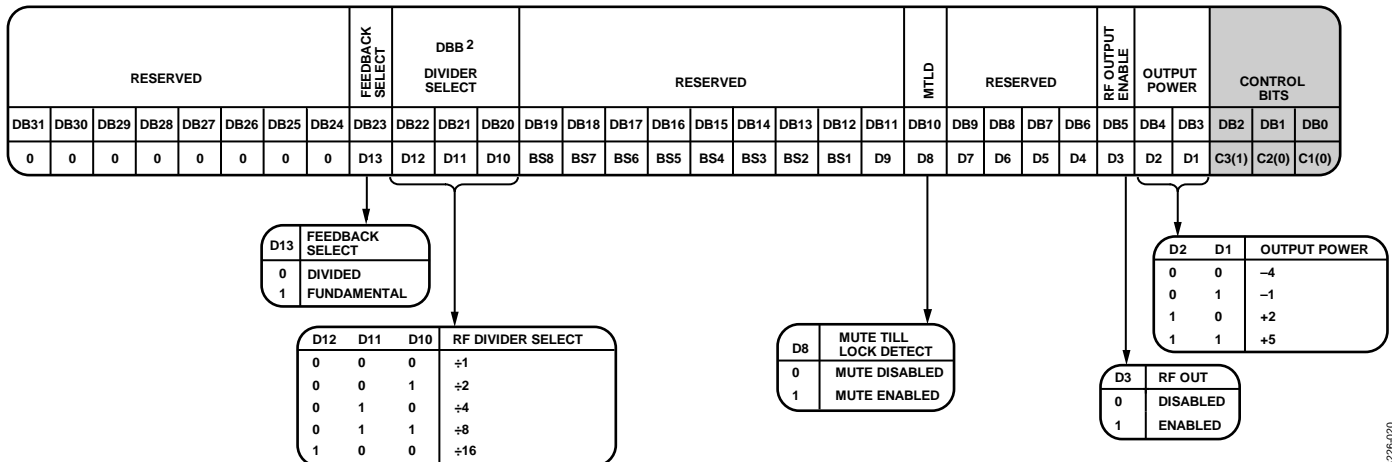 RESERVED
FEEDBACK
SELECT
DBB 2
DIVIDER
SELECT
RESERVED
MTLD
RESERVED
RF OUTPUT
ENABLE
OUTPUT
POWER
CONTROL
BITS
DB31 DB30 DB29 DB28 DB27 DB26 DB25 DB24 DB23 DB22 DB21 DB20 DB19 DB18 DB17 DB16 DB15 DB14 DB13 DB12 DB11 DB10 DB9 DB8 DB7 DB6 DB5 DB4 DB3 DB2 DB1 DB0
0 0 0 0 0 0 0 0 D13 D12 D11 D10 BS8 BS7 BS6 BS5 BS4 BS3 BS2 BS1 D9 D8 D7 D6 D5 D4 D3 D2 D1 C3(1) C2(0) C1(0)
D13 FEEDBACK
SELECT
0 DIVIDED
1 FUNDAMENTAL
D12 D11 D10 RF DIVIDER SELECT
0 0 0 ÷1
0 0 1 ÷2
0 1 0 ÷4
0 1 1 ÷8
1 0 0 ÷16
D8 MUTE TILL
LOCK DETECT
0 MUTE DISABLED
1 MUTE ENABLED
D2 D1 OUTPUT POWER
0 0 –4
0 1 –1
1 0 +2
1 1 +5
D3 RF OUT
0 DISABLED
1 ENABLED